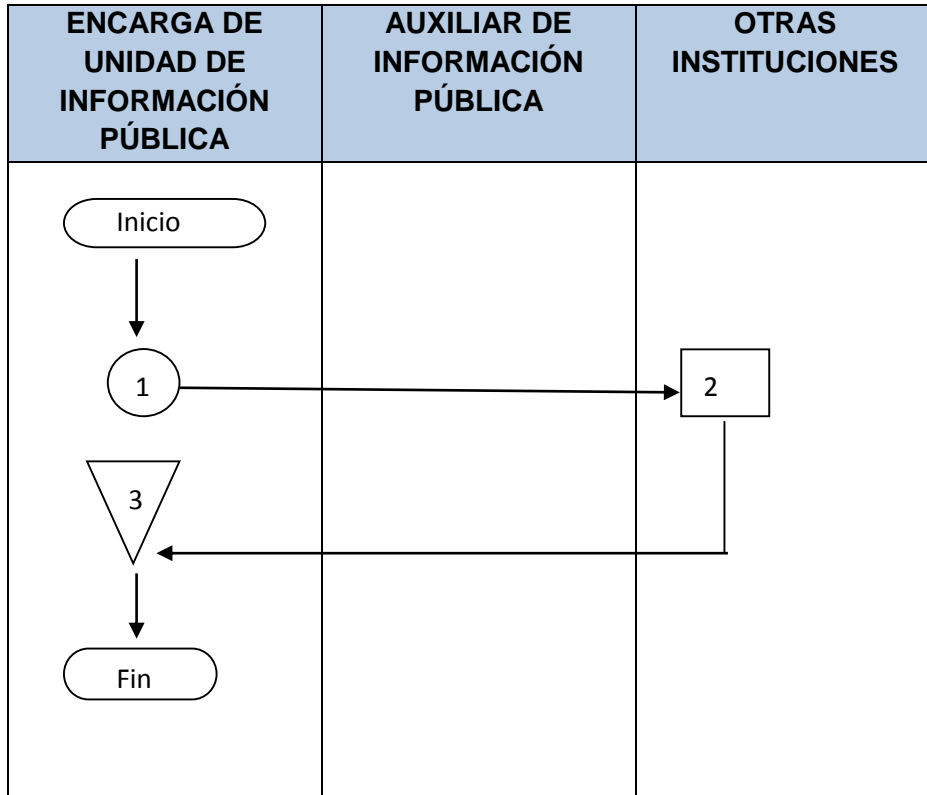 ENCARGA DE
UNIDAD DE
INFORMACIÓN
PÚBLICA
AUXILIAR DE
INFORMACIÓN
PÚBLICA
OTRAS
INSTITUCIONES
Inicio
1
2
3
Fin